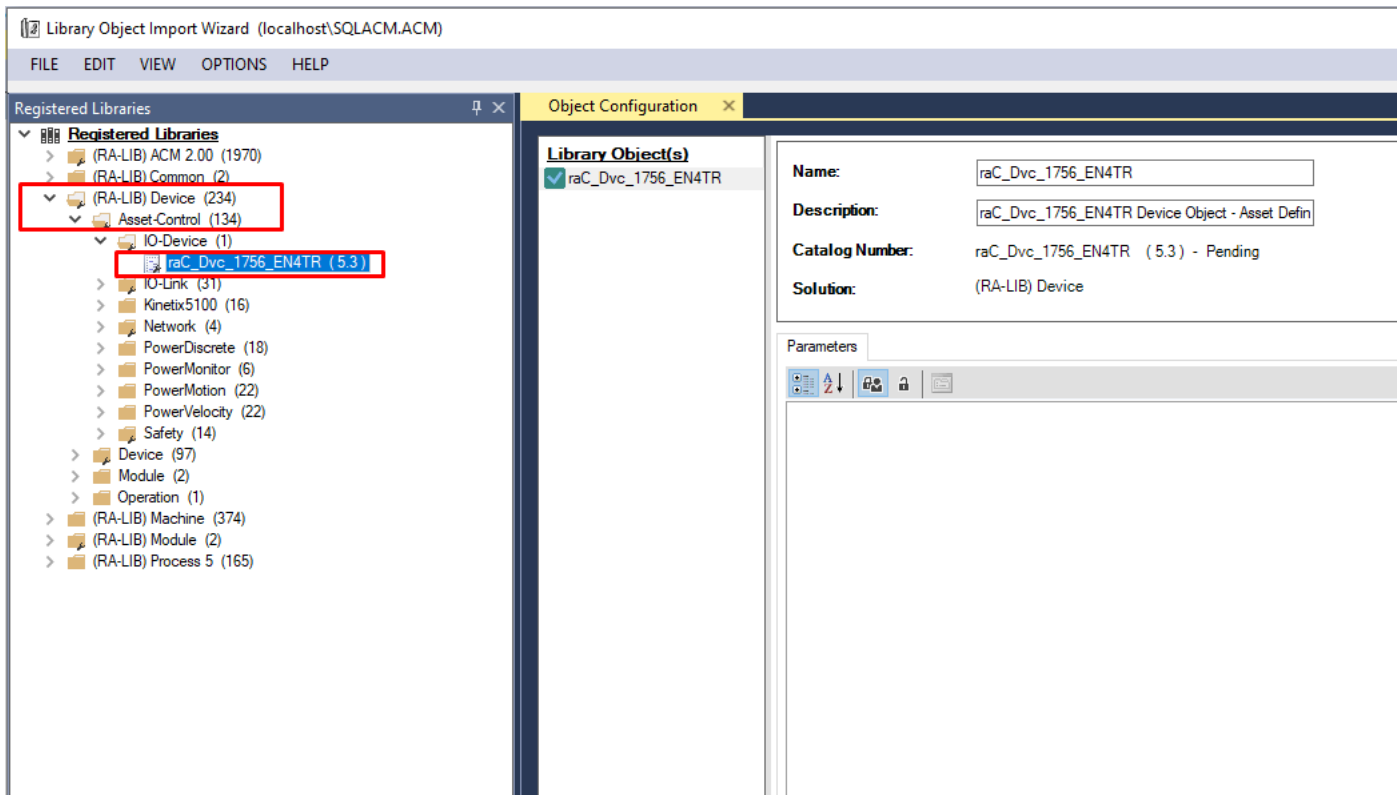 Library Object Import Wizard (localhost\SQLACM.ACM)
FILE EDIT VIEW OPTIONS HELP
Registered Libraries
Registered Libraries
(RA-LIB) ACM 2.00 (1970)
(RA-LIB) Common (2)
(RA-LIB) Device (234)
Asset-Control (134)
IO-Device (1)
raC_Dvc_1756_EN4TR ( 5.3 )
IO-Link (31)
Kinetix5100 (16)
Network (4)
PowerDiscrete (18)
PowerMonitor (6)
PowerMotion (22)
PowerVelocity (22)
Safety (14)
Device (97)
Module (2)
Operation (1)
(RA-LIB) Machine (374)
(RA-LIB) Module (2)
(RA-LIB) Process 5 (165)
Object Configuration
Library Object(s)
raC_Dvc_1756_EN4TR
Name: raC_Dvc_1756_EN4TR
Description: raC_Dvc_1756_EN4TR Device Object - Asset Defin
Catalog Number: raC_Dvc_1756_EN4TR ( 5.3 ) - Pending
Solution: (RA-LIB) Device
Parameters